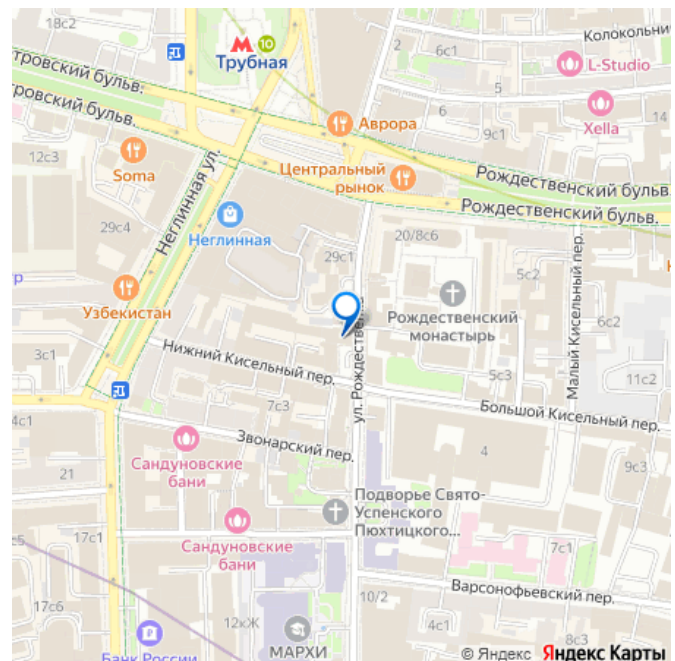 18с2
2
6с1
Колокольни
М
10
Трубная
L-Studio
тровский бульв.
тровский бульв.
6
14
Аврора
9с1
Xella
12с3
Soma
Центральный
рынок
Рождественский бульв.
Рождественский бульв.
Неглинная ул.
29с4
Неглинная
20/8с6
29с1
5с2
Узбекистан
Рождественский
монастырь
Малый Кисельный пер.
6с2
3с1
Нижний Кисельный пер.
ул. Рождественк
5с3
11с2
7с3
Большой Кисельный пер.
4с1
Звонарский пер.
4
9с3
21
Сандуновские
бани
Подворье Свято-
Успенского
Пюхтицкого...
17с1
Сандуновские
бани
7с1
Варсонофьевский пер.
17с6
12кЖ
10/2
4с1
8с3
МАРХИ
Банк России
© Яндекс Яндекс Карты